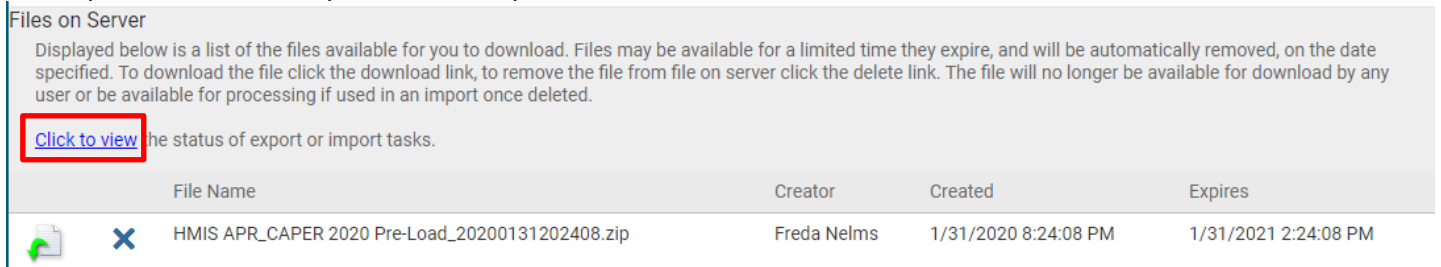 Files on Server
Displayed below is a list of the files available for you to download. Files may be available for a limited time they expire, and will be automatically removed, on the date
specified. To download the file click the download link, to remove the file from file on server click the delete link. The file will no longer be available for download by any
user or be available for processing if used in an import once deleted.
Click to view the status of export or import tasks.
File Name Creator Created Expires
HMIS APR_CAPER 2020 Pre-Load_20200131202408.zip Freda Nelms 1/31/2020 8:24:08 PM 1/31/2021 2:24:08 PM